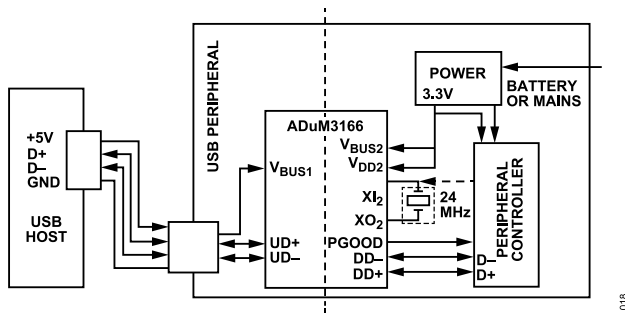 USB PERIPHERAL
POWER
3.3V
BATTERY
OR MAINS
ADuM3166
+5V
D+
D–
GND
USB
HOST
VBUS1
VBUS2
VDD2
XI2
XO2
24
MHz
PERIPHERAL
CONTROLLER
UD+
UD–
PGOOD
DD–
DD+
D–
D+
018